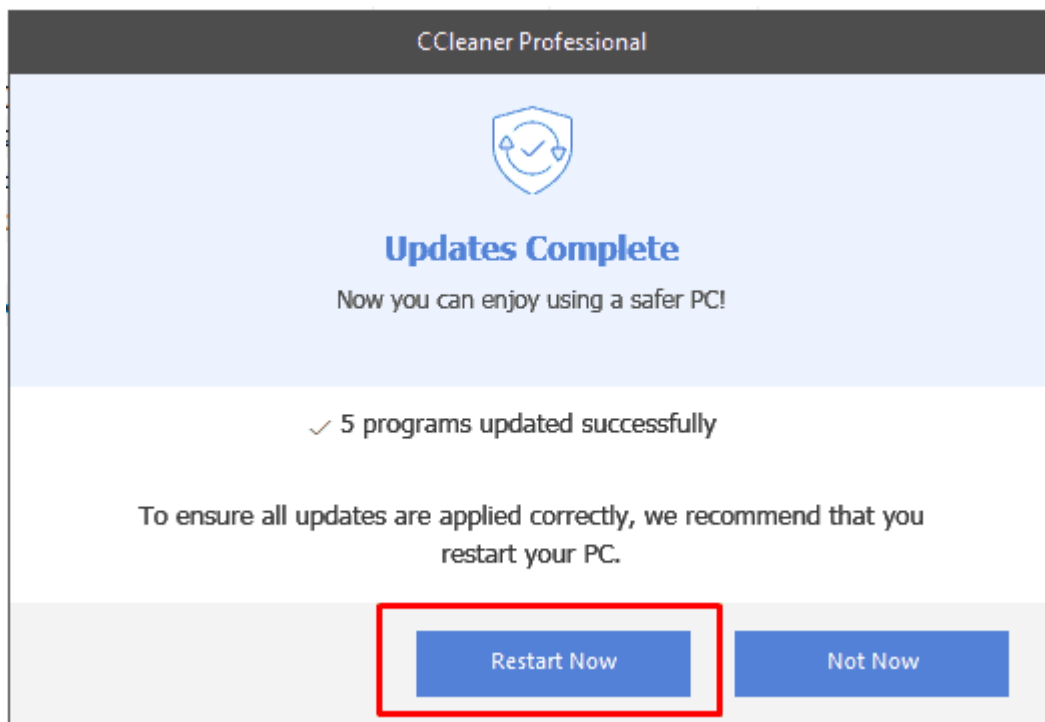 CCleaner Professional
Updates Complete
Now you can enjoy using a safer PC!
5 programs updated successfully
To ensure all updates are applied correctly, we recommend that you
restart your PC.
Restart Now
Not Now